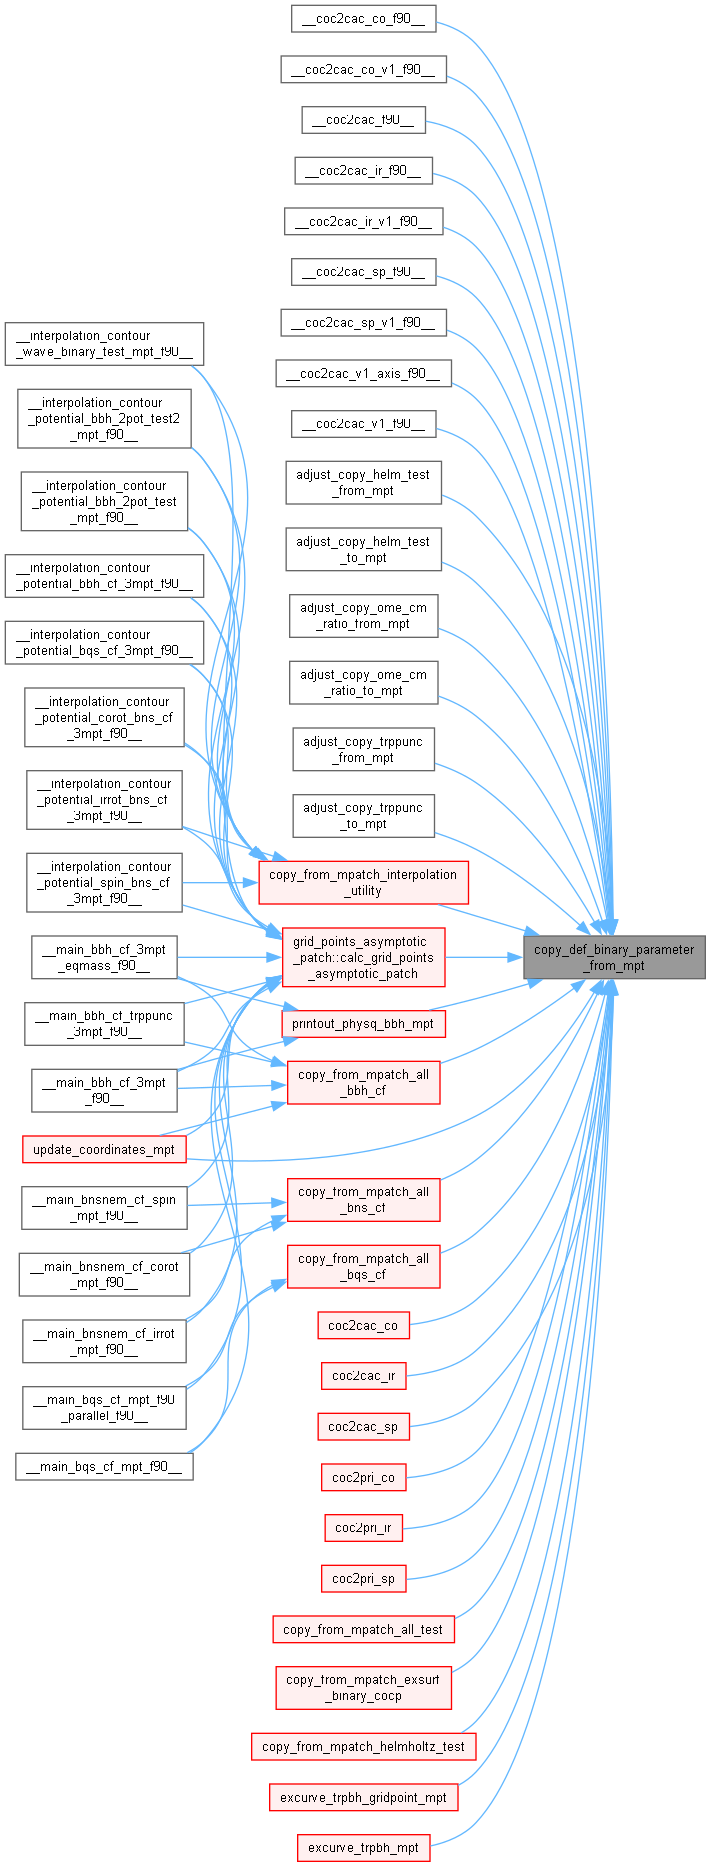 __coc2cac_co_f90__
__coc2cac_co_v1_f90__
__coc2cac_f90__
__coc2cac_ir_f90__
__coc2cac_ir_v1_f90__
__coc2cac_sp_f90__
__coc2cac_sp_v1_f90__
__coc2cac_v1_axis_f90__
__coc2cac_v1_f90__
adjust_copy_helm_test
_from_mpt
adjust_copy_helm_test
_to_mpt
adjust_copy_ome_cm
_ratio_from_mpt
adjust_copy_ome_cm
_ratio_to_mpt
adjust_copy_trppunc
_from_mpt
adjust_copy_trppunc
_to_mpt
copy_from_mpatch_interpolation
_utility
grid_points_asymptotic
_patch::calc_grid_points
_asymptotic_patch
printout_physq_bbh_mpt
copy_from_mpatch_all
_bbh_cf
copy_from_mpatch_all
_bns_cf
copy_from_mpatch_all
_bqs_cf
coc2cac_co
coc2cac_ir
coc2cac_sp
coc2pri_co
coc2pri_ir
coc2pri_sp
copy_from_mpatch_all_test
copy_from_mpatch_exsurf
_binary_cocp
copy_from_mpatch_helmholtz_test
excurve_trpbh_gridpoint_mpt
excurve_trpbh_mpt
__interpolation_contour
_wave_binary_test_mpt_f90__
__interpolation_contour
_potential_bbh_2pot_test2
_mpt_f90__
__interpolation_contour
_potential_bbh_2pot_test
_mpt_f90__
__interpolation_contour
_potential_bbh_cf_3mpt_f90__
__interpolation_contour
_potential_bqs_cf_3mpt_f90__
__interpolation_contour
_potential_corot_bns_cf
_3mpt_f90__
__interpolation_contour
_potential_irrot_bns_cf
_3mpt_f90__
__interpolation_contour
_potential_spin_bns_cf
_3mpt_f90__
__main_bbh_cf_3mpt
_eqmass_f90__
__main_bbh_cf_trppunc
_3mpt_f90__
__main_bbh_cf_3mpt
_f90__
update_coordinates_mpt
__main_bnsnem_cf_spin
_mpt_f90__
__main_bnsnem_cf_corot
_mpt_f90__
__main_bnsnem_cf_irrot
_mpt_f90__
__main_bqs_cf_mpt_f90
_parallel_f90__
__main_bqs_cf_mpt_f90__
copy_def_binary_parameter
_from_mpt